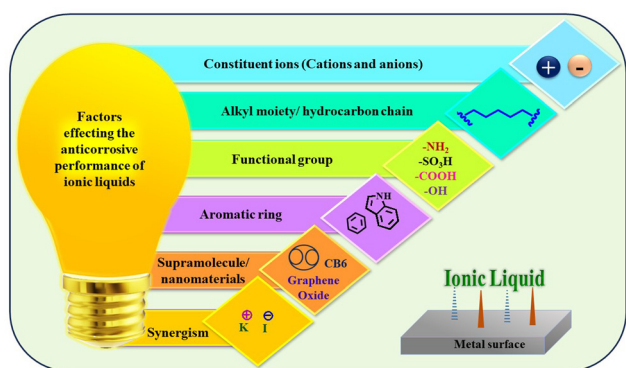 Factors
effecting the
anticorrosive
performance of
ionic liquids
Constituent ions (Cations and anions)
+ -
Alkyl moiety/ hydrocarbon chain
Functional group
-NH₂
-SO₃H
-COOH
-OH
Aromatic ring
NH
Supramolecule/
nanomaterials
CB6
Graphene
Oxide
Synergism
⊕ ⊖
K I
Ionic Liquid
Metal surface